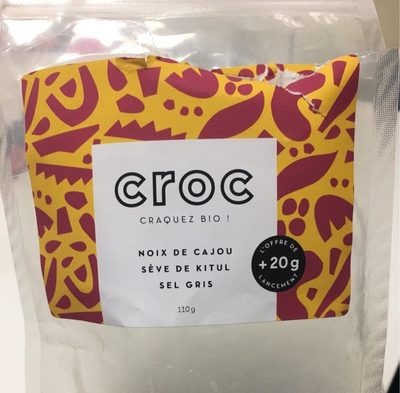 croc
CRAQUEZ BIO !
NOIX DE CAJOU
SÈVE DE KITUL
SEL GRIS
110g
L'OFFRE DE
+20g
LANCEMENT